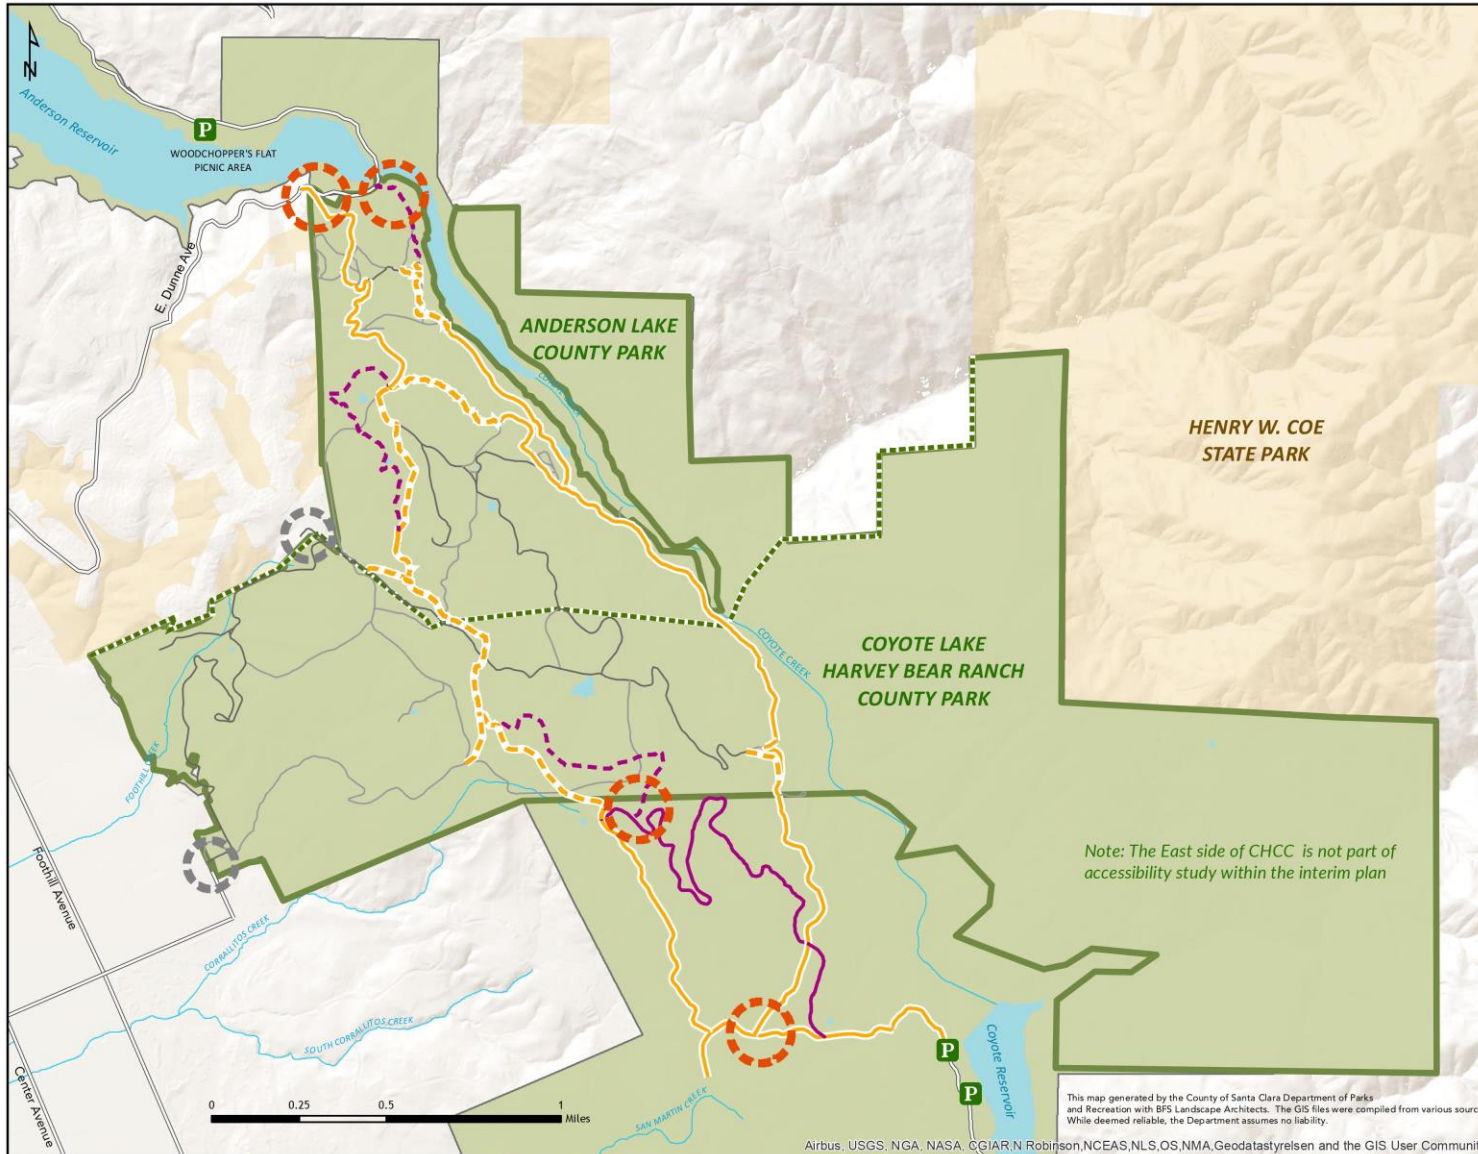 N
Anderson Reservoir
P
WOODCHOPPER'S FLAT
PICNIC AREA
E. Dunne Ave
ANDERSON LAKE
COUNTY PARK
HENRY W. COE
STATE PARK
COYOTE CREEK
COYOTE LAKE
HARVEY BEAR RANCH
COUNTY PARK
FOOTHILL CREEK
Foothill Avenue
Note: The East side of CHCC is not part of
accessibility study within the interim plan
CORRALLITOS CREEK
SOUTH CORRALLITOS CREEK
Center Avenue
SAN MARTIN CREEK
Coyote Reservoir
P
P
0 0.25 0.5 1
Miles
This map generated by the County of Santa Clara Department of Parks
and Recreation with BFS Landscape Architects. The GIS files were compiled from various sourc
While deemed reliable, the Department assumes no liability.
Airbus, USGS, NGA, NASA, CGIAR,N Robinson,NCEAS,NLS,OS,NMA,Geodatastyrelsen and the GIS User Communit